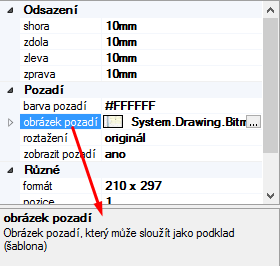 Odsazení
shora 10mm
zdola 10mm
zleva 10mm
zprava 10mm
Pozadí
barva pozadí #FFFFFF
obrázek pozadí System.Drawing.Bitm ...
roztažení originál
zobrazit pozadí ano
Různé
formát 210 x 297
pozice 1
obrázek pozadí
Obrázek pozadí, který může sloužít jako podklad
(šablona)